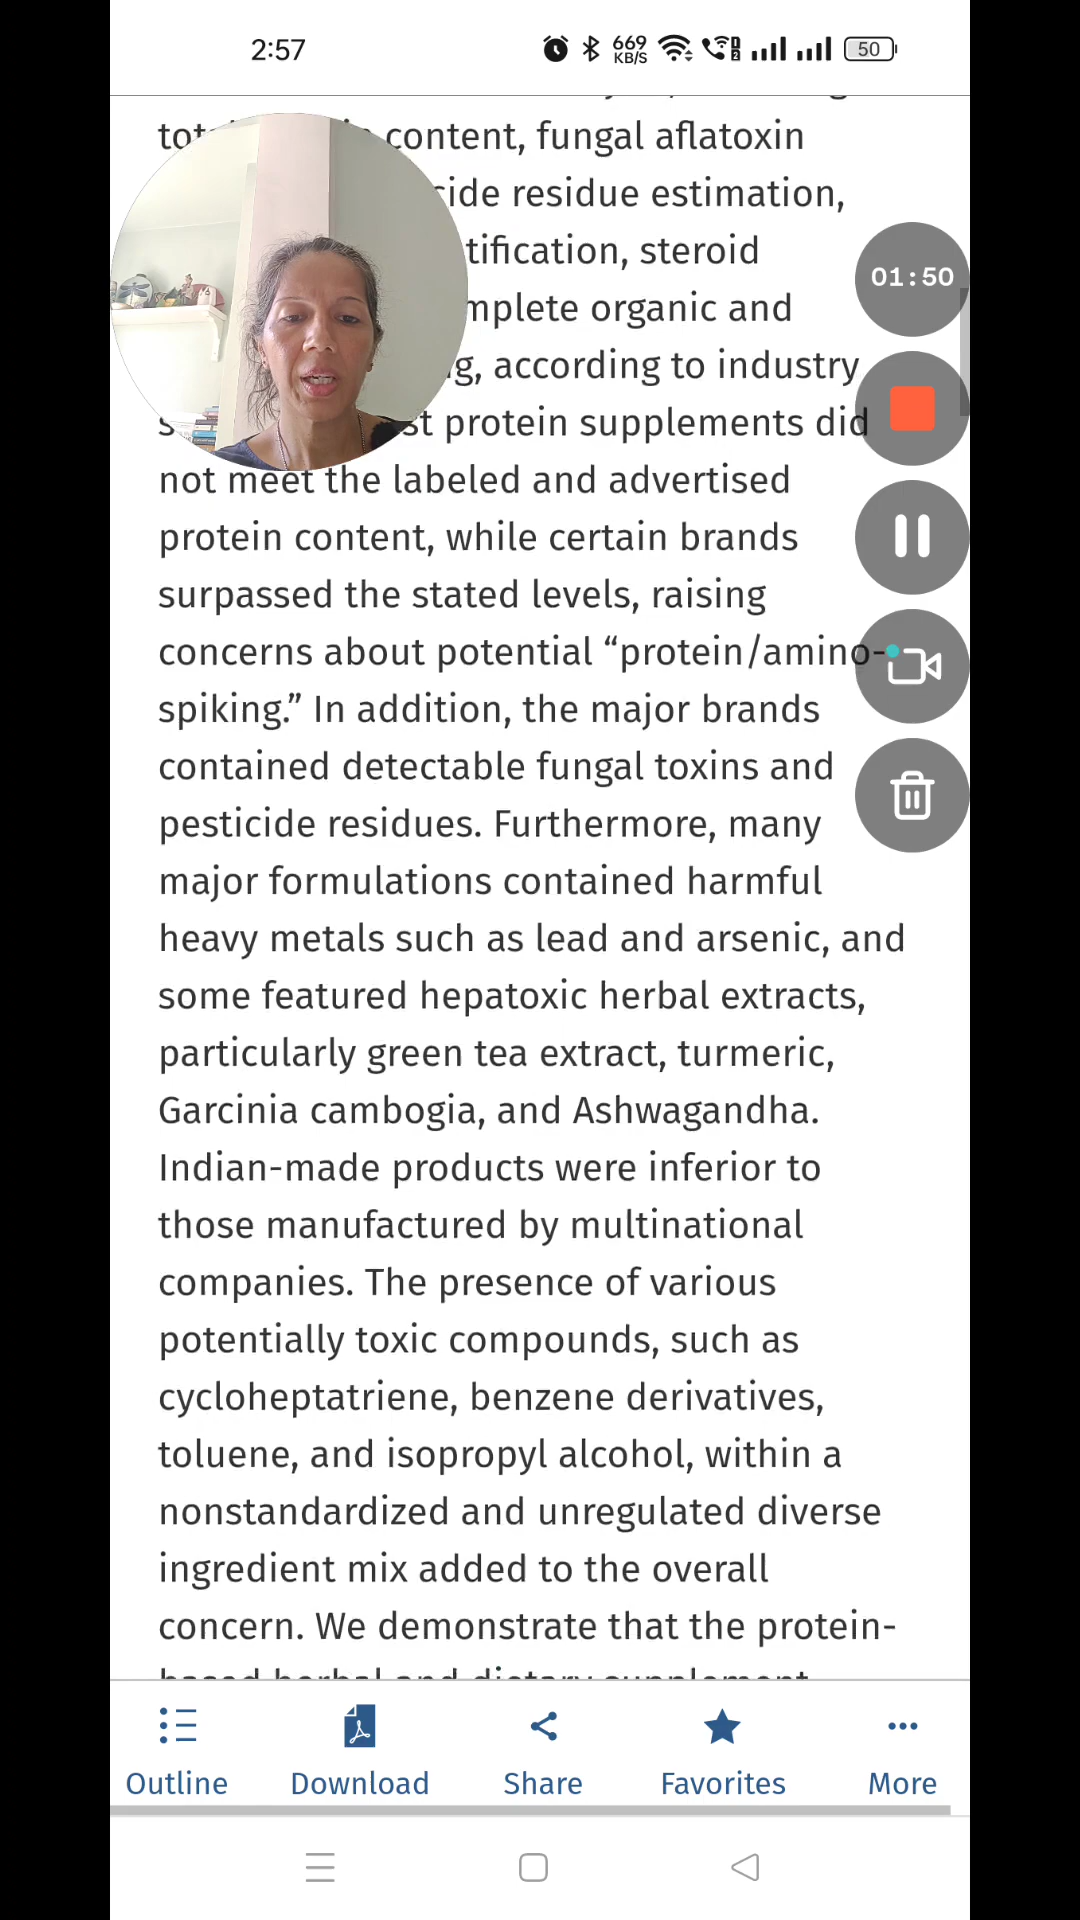 2:57
669
KB/S
50
content, fungal aflatoxin
residue estimation,
steroid
organic and
according to industry
protein supplements did
not meet the labeled and advertised
protein content, while certain brands
surpassed the stated levels, raising
concerns about potential “protein/amino-
spiking.” In addition, the major brands
contained detectable fungal toxins and
pesticide residues. Furthermore, many
major formulations contained harmful
heavy metals such as lead and arsenic, and
some featured hepatoxic herbal extracts,
particularly green tea extract, turmeric,
Garcinia cambogia, and Ashwagandha.
Indian-made products were inferior to
those manufactured by multinational
companies. The presence of various
potentially toxic compounds, such as
cycloheptatriene, benzene derivatives,
toluene, and isopropyl alcohol, within a
nonstandardized and unregulated diverse
ingredient mix added to the overall
concern. We demonstrate that the protein-
based herbal and dietary supplement
01:50
Outline
Download
Share
Favorites
More